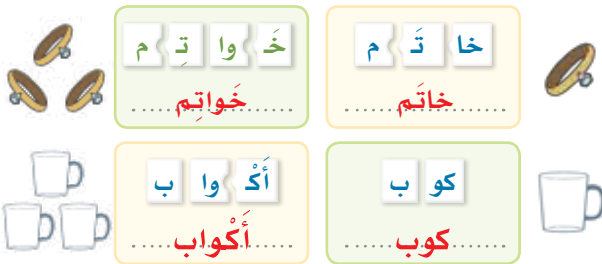 خا تَـ م
خاتَم
خَـ وا تِـ م
خَواتِم
كو ب
كوب
أَكْـ وا ب
أَكْواب